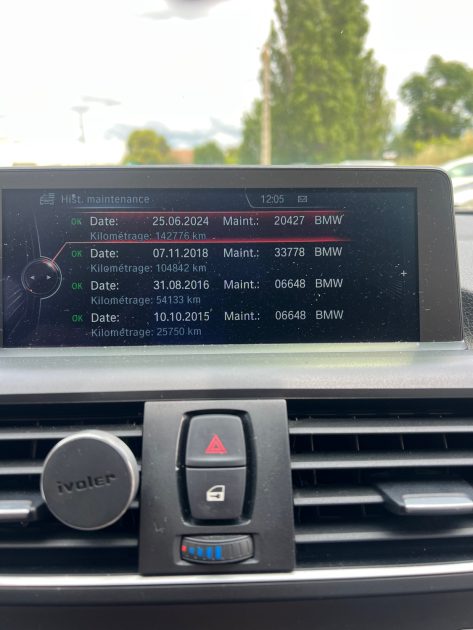 Hist. maintenance 12:05
OK Date: 25.06.2024 Maint.: 20427 BMW
Kilométrage: 142776 km
OK Date: 07.11.2018 Maint.: 33778 BMW
Kilométrage: 104842 km
OK Date: 31.08.2016 Maint.: 06648 BMW
Kilométrage: 54133 km
OK Date: 10.10.2015 Maint.: 06648 BMW
Kilométrage: 25750 km
ivoler